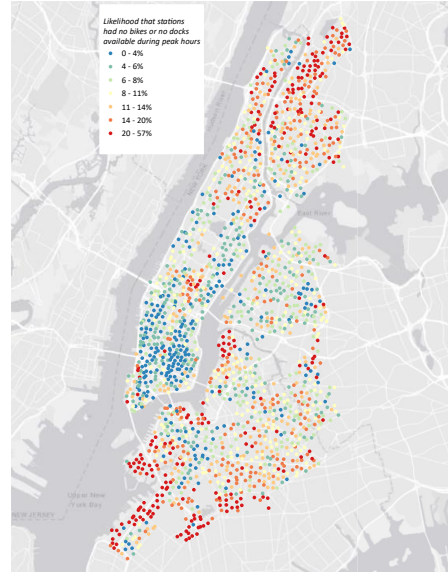 Likelihood that stations
had no bikes or no docks
available during peak hours
0 - 4%
4 - 6%
6 - 8%
8 - 11%
11 - 14%
14 - 20%
20 - 57%
East River
Upper New
York Bay
NEW JERSEY